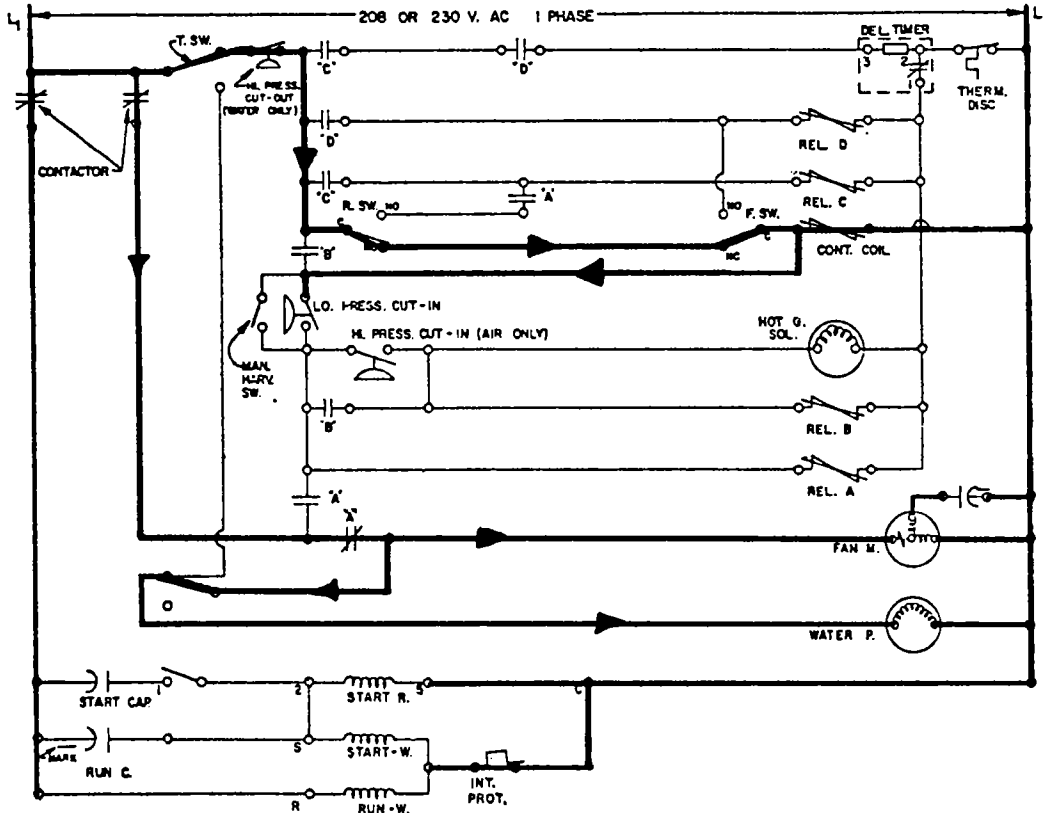 L1
208 OR 230 V. AC 1 PHASE
L
T. SW.
DEL. TIMER
"C"
"D"
3
2
HI. PRESS.
CUT-OUT
(WATER ONLY)
THERM.
DISC
"D"
REL. D
CONTACTOR
"C"
"A"
REL. C
R. SW.
NO
F. SW.
NO
C
C
NC
"B"
CONT. COIL
LO. PRESS. CUT-IN
HI. PRESS. CUT-IN (AIR ONLY)
HOT G.
SOL.
MAN.
HARV.
SW.
"B"
REL. B
"A"
REL. A
"A"
FAN M.
WATER P.
START CAP.
1
2
START R.
5
C
MARK
RUN C.
S
START-W.
INT.
PROT.
R
RUN-W.